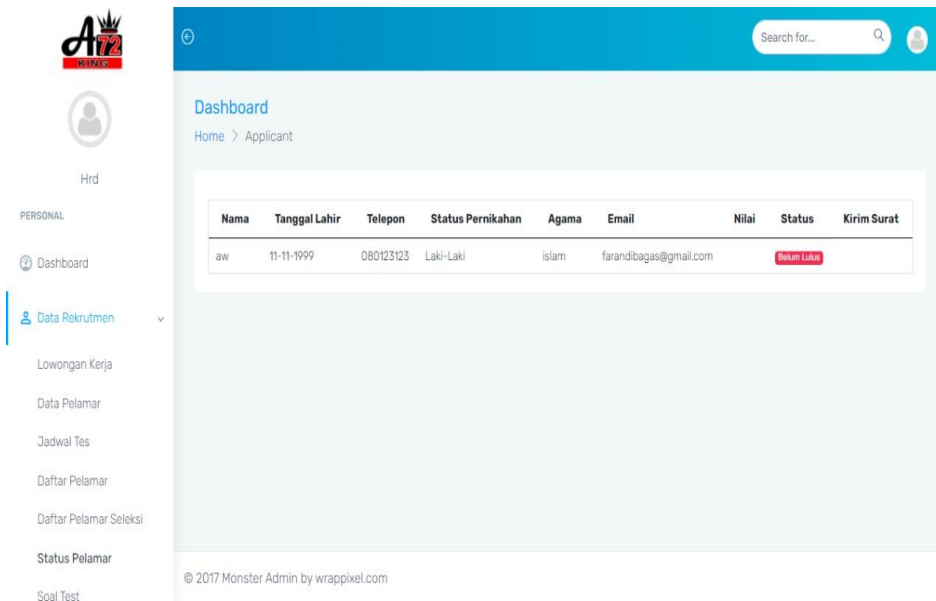 A72
KING
Search for...
Hrd
PERSONAL
Dashboard
Data Rekrutmen
Lowongan Kerja
Data Pelamar
Jadwal Tes
Daftar Pelamar
Daftar Pelamar Seleksi
Status Pelamar
Soal Test
Dashboard
Home > Applicant
Nama Tanggal Lahir Telepon Status Pernikahan Agama Email Nilai Status Kirim Surat
aw 11-11-1999 080123123 Laki-Laki islam farandibagas@gmail.com Belum Lulus
© 2017 Monster Admin by wrappixel.com